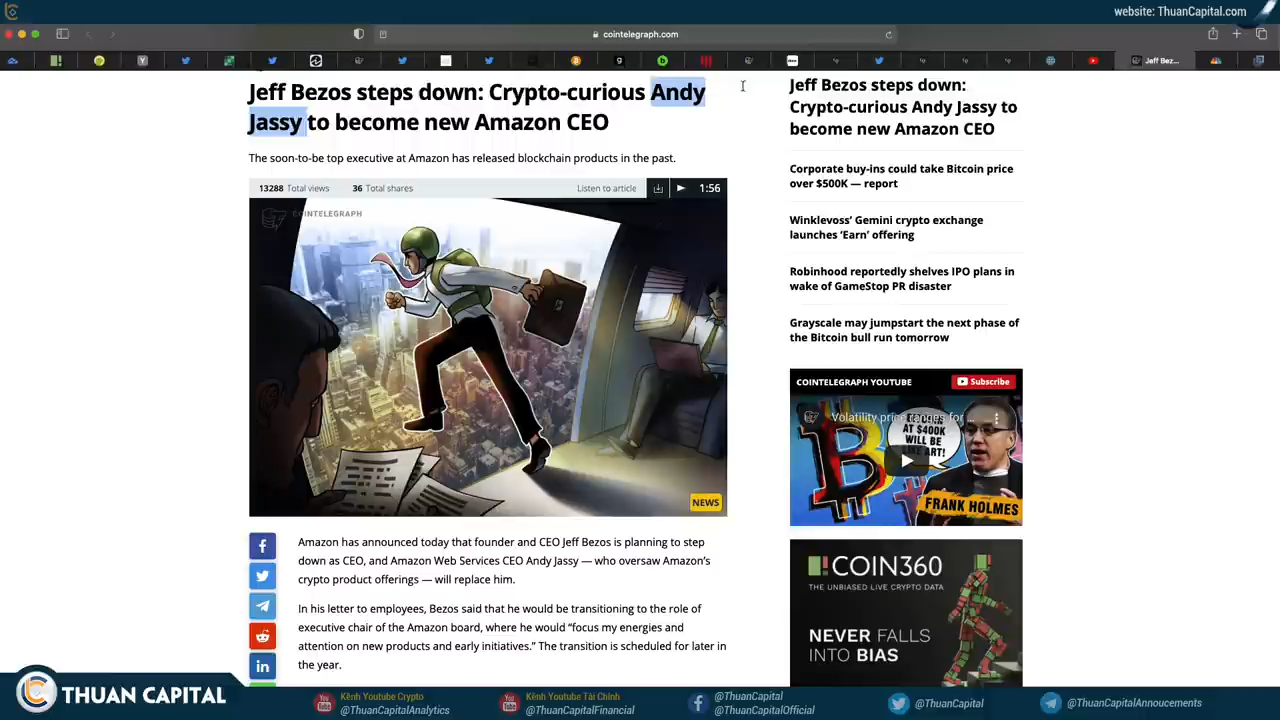 website: ThuanCapital.com
cointelegraph.com
Jeff Bez...
Jeff Bezos steps down: Crypto-curious Andy
Jassy to become new Amazon CEO
The soon-to-be top executive at Amazon has released blockchain products in the past.
13288 Total views 36 Total shares Listen to article 1:56
COINTELEGRAPH
NEWS
Amazon has announced today that founder and CEO Jeff Bezos is planning to step
down as CEO, and Amazon Web Services CEO Andy Jassy — who oversaw Amazon's
crypto product offerings — will replace him.
In his letter to employees, Bezos said that he would be transitioning to the role of
executive chair of the Amazon board, where he would “focus my energies and
attention on new products and early initiatives.” The transition is scheduled for later in
the year.
Jeff Bezos steps down:
Crypto-curious Andy Jassy to
become new Amazon CEO
Corporate buy-ins could take Bitcoin price
over $500K — report
Winklevoss’ Gemini crypto exchange
launches ‘Earn’ offering
Robinhood reportedly shelves IPO plans in
wake of GameStop PR disaster
Grayscale may jumpstart the next phase of
the Bitcoin bull run tomorrow
COINTELEGRAPH YOUTUBE Subscribe
Volatility price ranges for ...
AT $400K
WILL BE
LIKE ART!
FRANK HOLMES
COIN360
THE UNBIASED LIVE CRYPTO DATA
NEVER FALLS
INTO BIAS
THUAN CAPITAL
Kênh Youtube Crypto
@ThuanCapitalAnalytics
Kênh Youtube Tài Chính
@ThuanCapitalFinancial
@ThuanCapital
@ThuanCapitalOfficial
@ThuanCapital
@ThuanCapitalAnnoucements